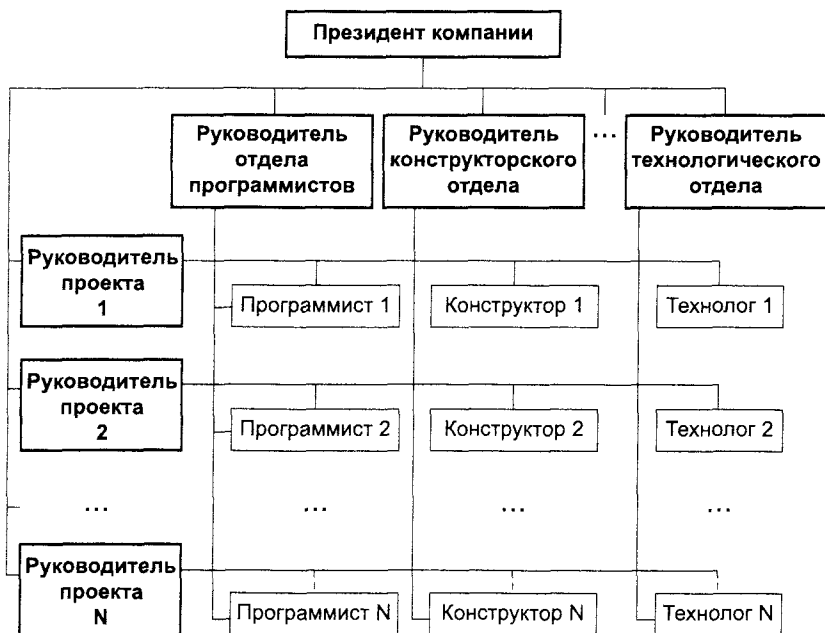 Президент компании
Руководитель
отдела
программистов
Руководитель
конструкторского
отдела
...
Руководитель
технологического
отдела
Руководитель
проекта
1
Программист 1
Конструктор 1
Технолог 1
Руководитель
проекта
2
Программист 2
Конструктор 2
Технолог 2
...
...
...
...
Руководитель
проекта
N
Программист N
Конструктор N
Технолог N